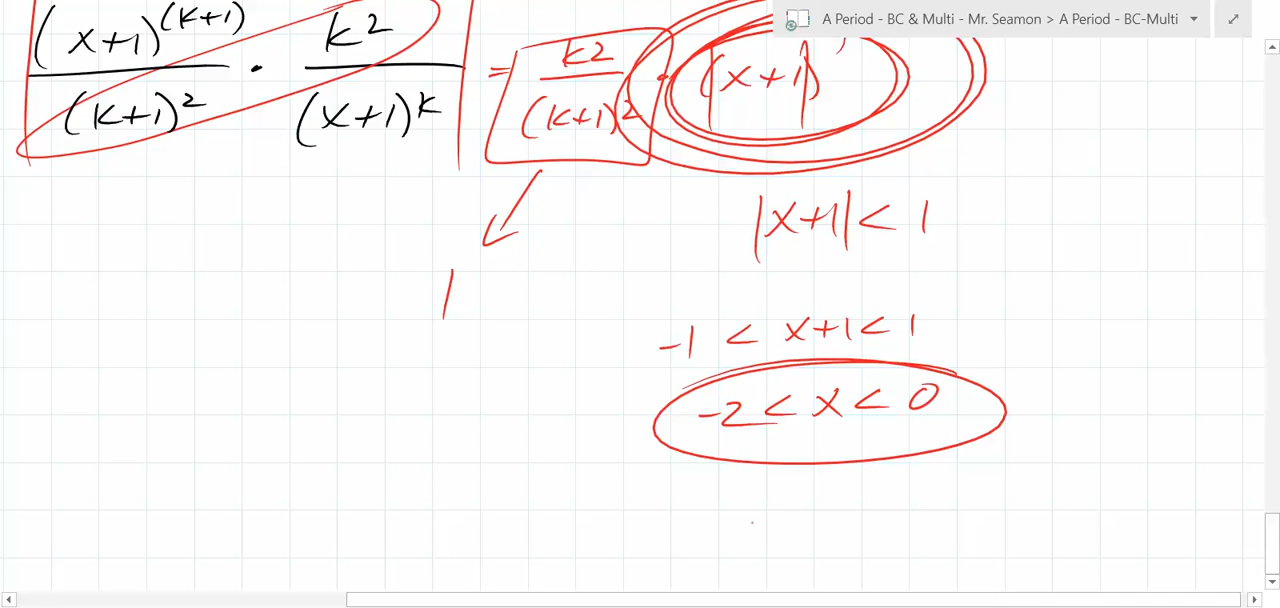 A Period - BC & Multi - Mr. Seamon > A Period - BC-Multi
| (x+1)^(k+1) / (k+1)^2 · k^2 / (x+1)^k | = k^2 / (k+1)^2 · |(x+1)|
|x+1| < 1
1
-1 < x+1 < 1
-2 < x < 0